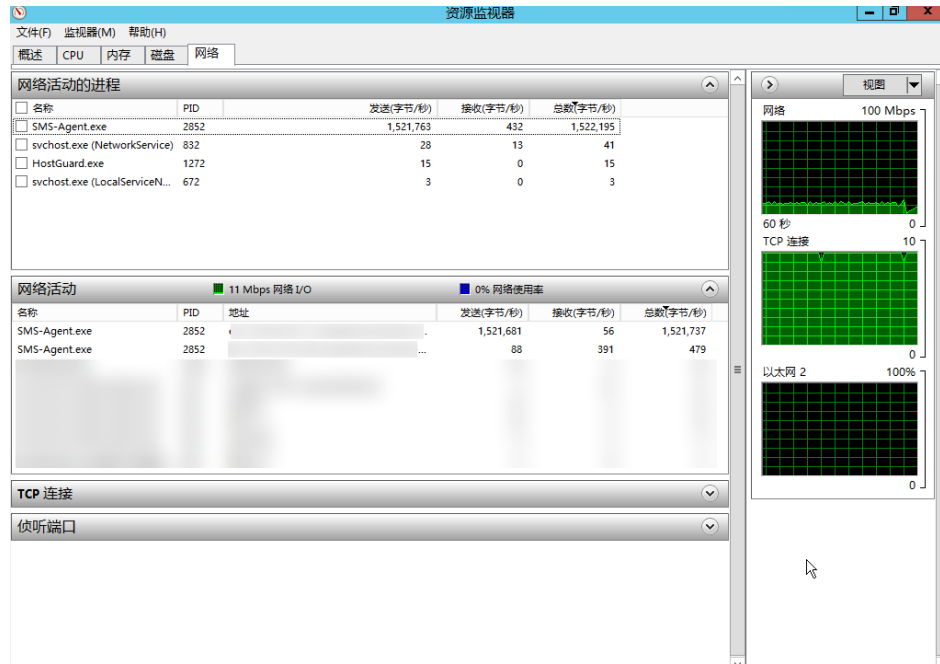 资源监视器
文件(F) 监视器(M) 帮助(H)
概述 CPU 内存 磁盘 网络
网络活动的进程
名称 PID 发送(字节/秒) 接收(字节/秒) 总数(字节/秒)
SMS-Agent.exe 2852 1,521,763 432 1,522,195
svchost.exe (NetworkService) 832 28 13 41
HostGuard.exe 1272 15 0 15
svchost.exe (LocalServiceN... 672 3 0 3
网络活动 11 Mbps 网络 I/O 0% 网络使用率
名称 PID 地址 发送(字节/秒) 接收(字节/秒) 总数(字节/秒)
SMS-Agent.exe 2852 1,521,681 56 1,521,737
SMS-Agent.exe 2852 ... 88 391 479
TCP 连接
侦听端口
视图
网络 100 Mbps
60 秒 0
TCP 连接 10
0
以太网 2 100%
0